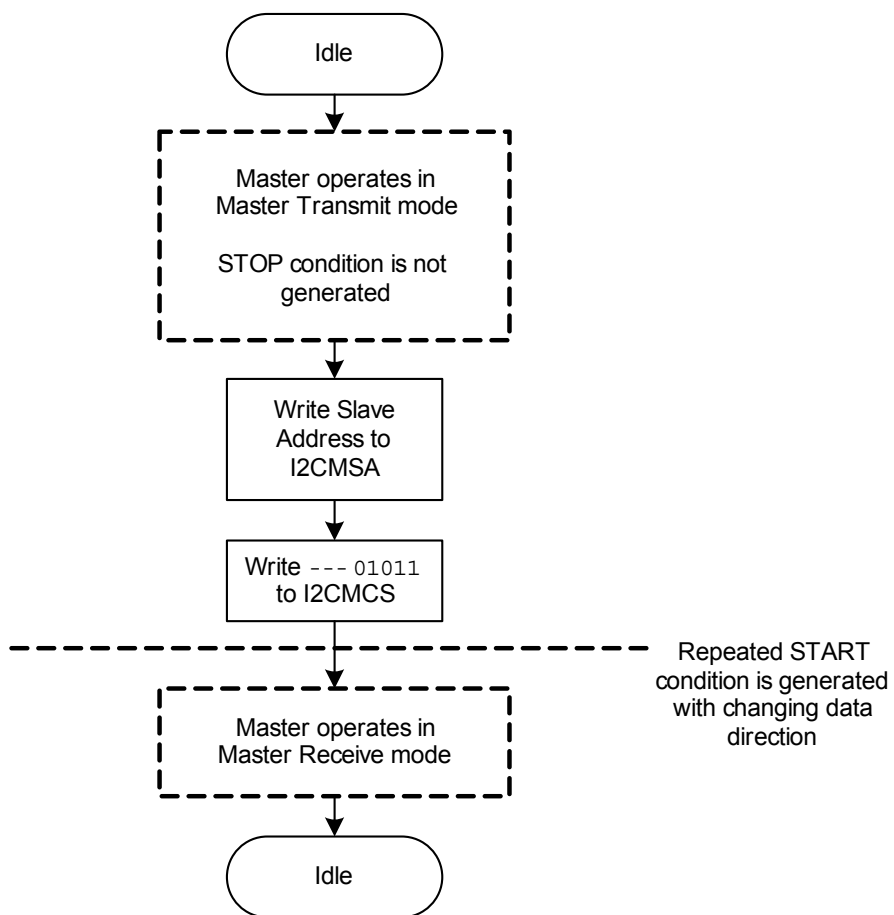 Idle
Master operates in
Master Transmit mode
STOP condition is not
generated
Write Slave
Address to
I2CMSA
Write --- 01011
to I2CMCS
Repeated START
condition is generated
with changing data
direction
Master operates in
Master Receive mode
Idle